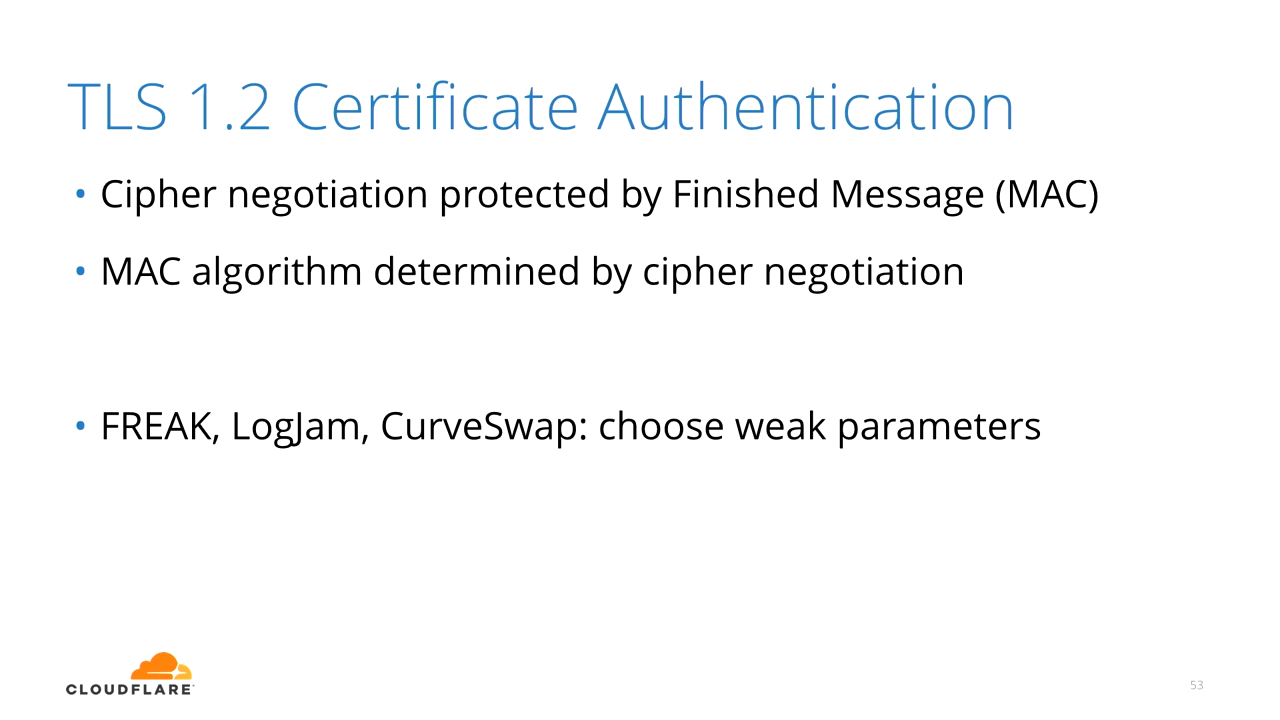 TLS 1.2 Certificate Authentication
• Cipher negotiation protected by Finished Message (MAC)
• MAC algorithm determined by cipher negotiation
• FREAK, LogJam, CurveSwap: choose weak parameters
CLOUDFLARE
53